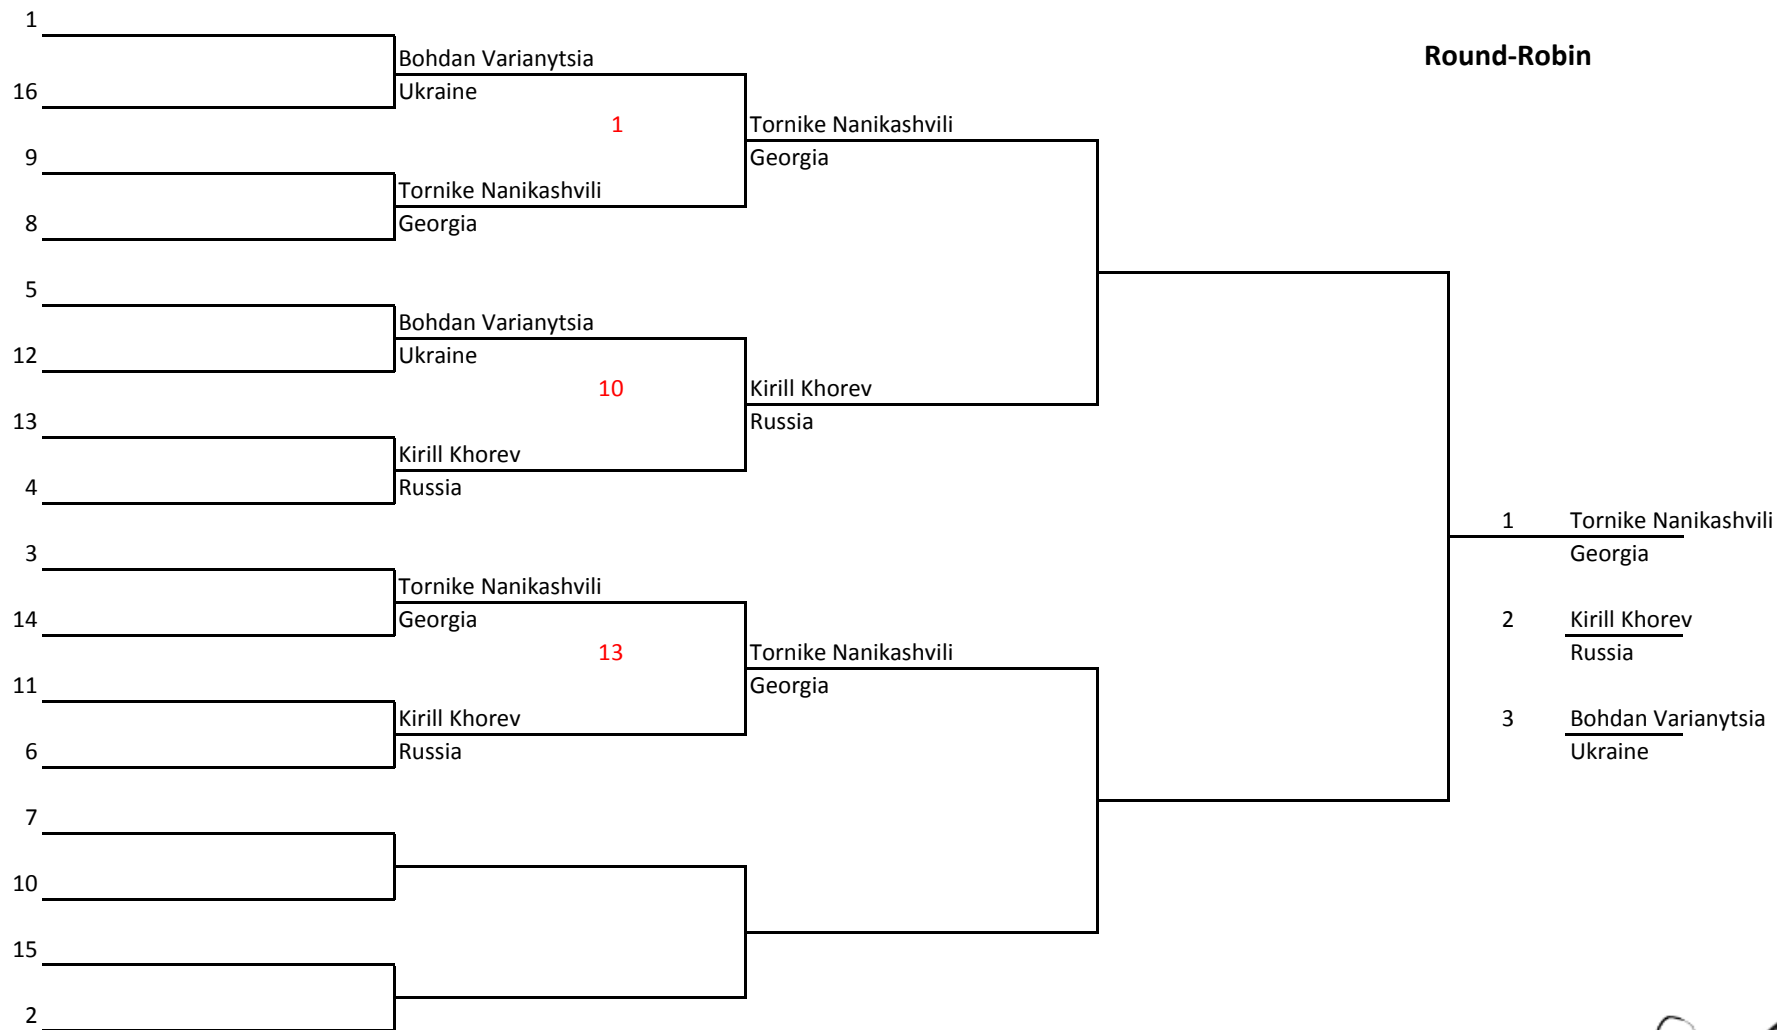 1
Bohdan Varianytsia
Round-Robin
16
Ukraine
1
Tornike Nanikashvili
9
Georgia
Tornike Nanikashvili
8
Georgia
5
Bohdan Varianytsia
12
Ukraine
10
Kirill Khorev
13
Russia
Kirill Khorev
4
Russia
1 Tornike Nanikashvili
3
Georgia
Tornike Nanikashvili
14
Georgia
2 Kirill Khorev
13
Tornike Nanikashvili
Russia
11
Georgia
Kirill Khorev
3 Bohdan Varianytsia
6
Russia
Ukraine
7
10
15
2